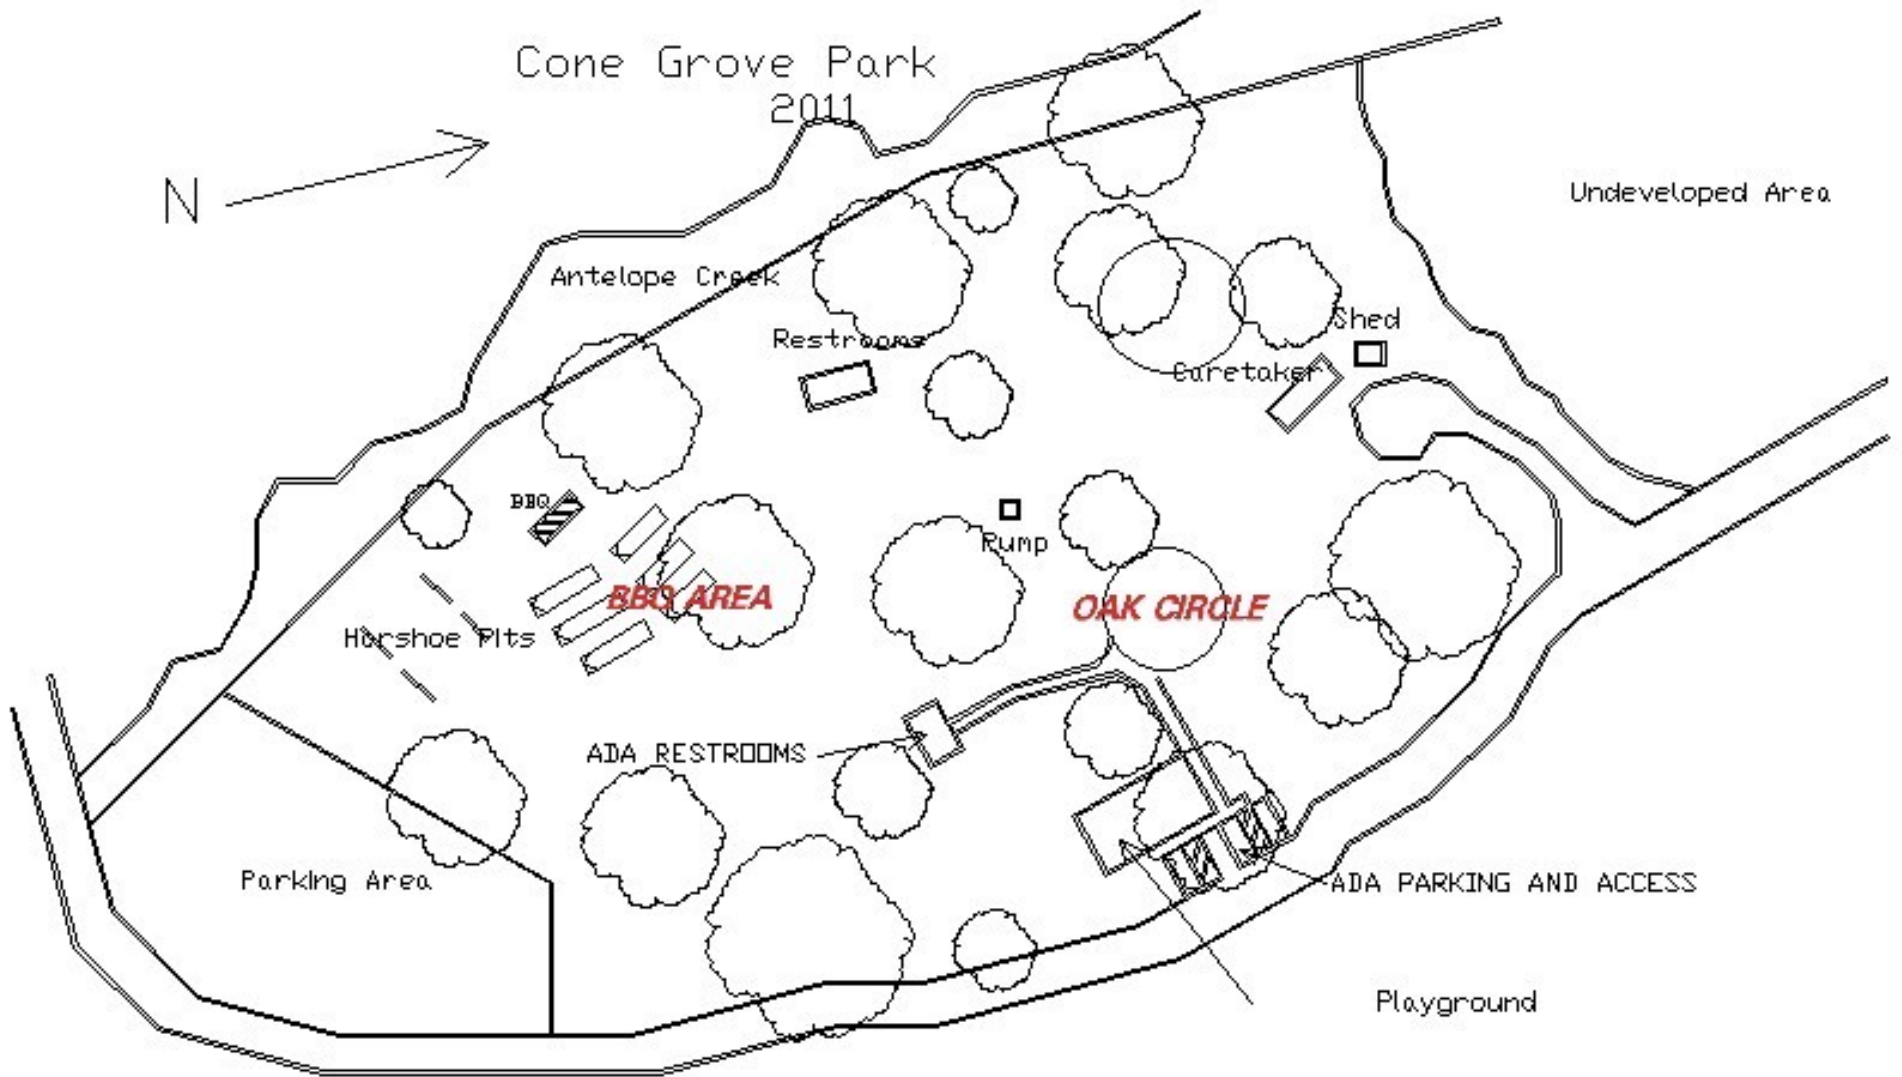 Cone Grove Park
2011
N
Undeveloped Area
Antelope Creek
Shed
Restrooms
Caretaker
BBQ
Pump
BBQ AREA
OAK CIRCLE
Horshoe Pits
ADA RESTROOMS
Parking Area
ADA PARKING AND ACCESS
Playground